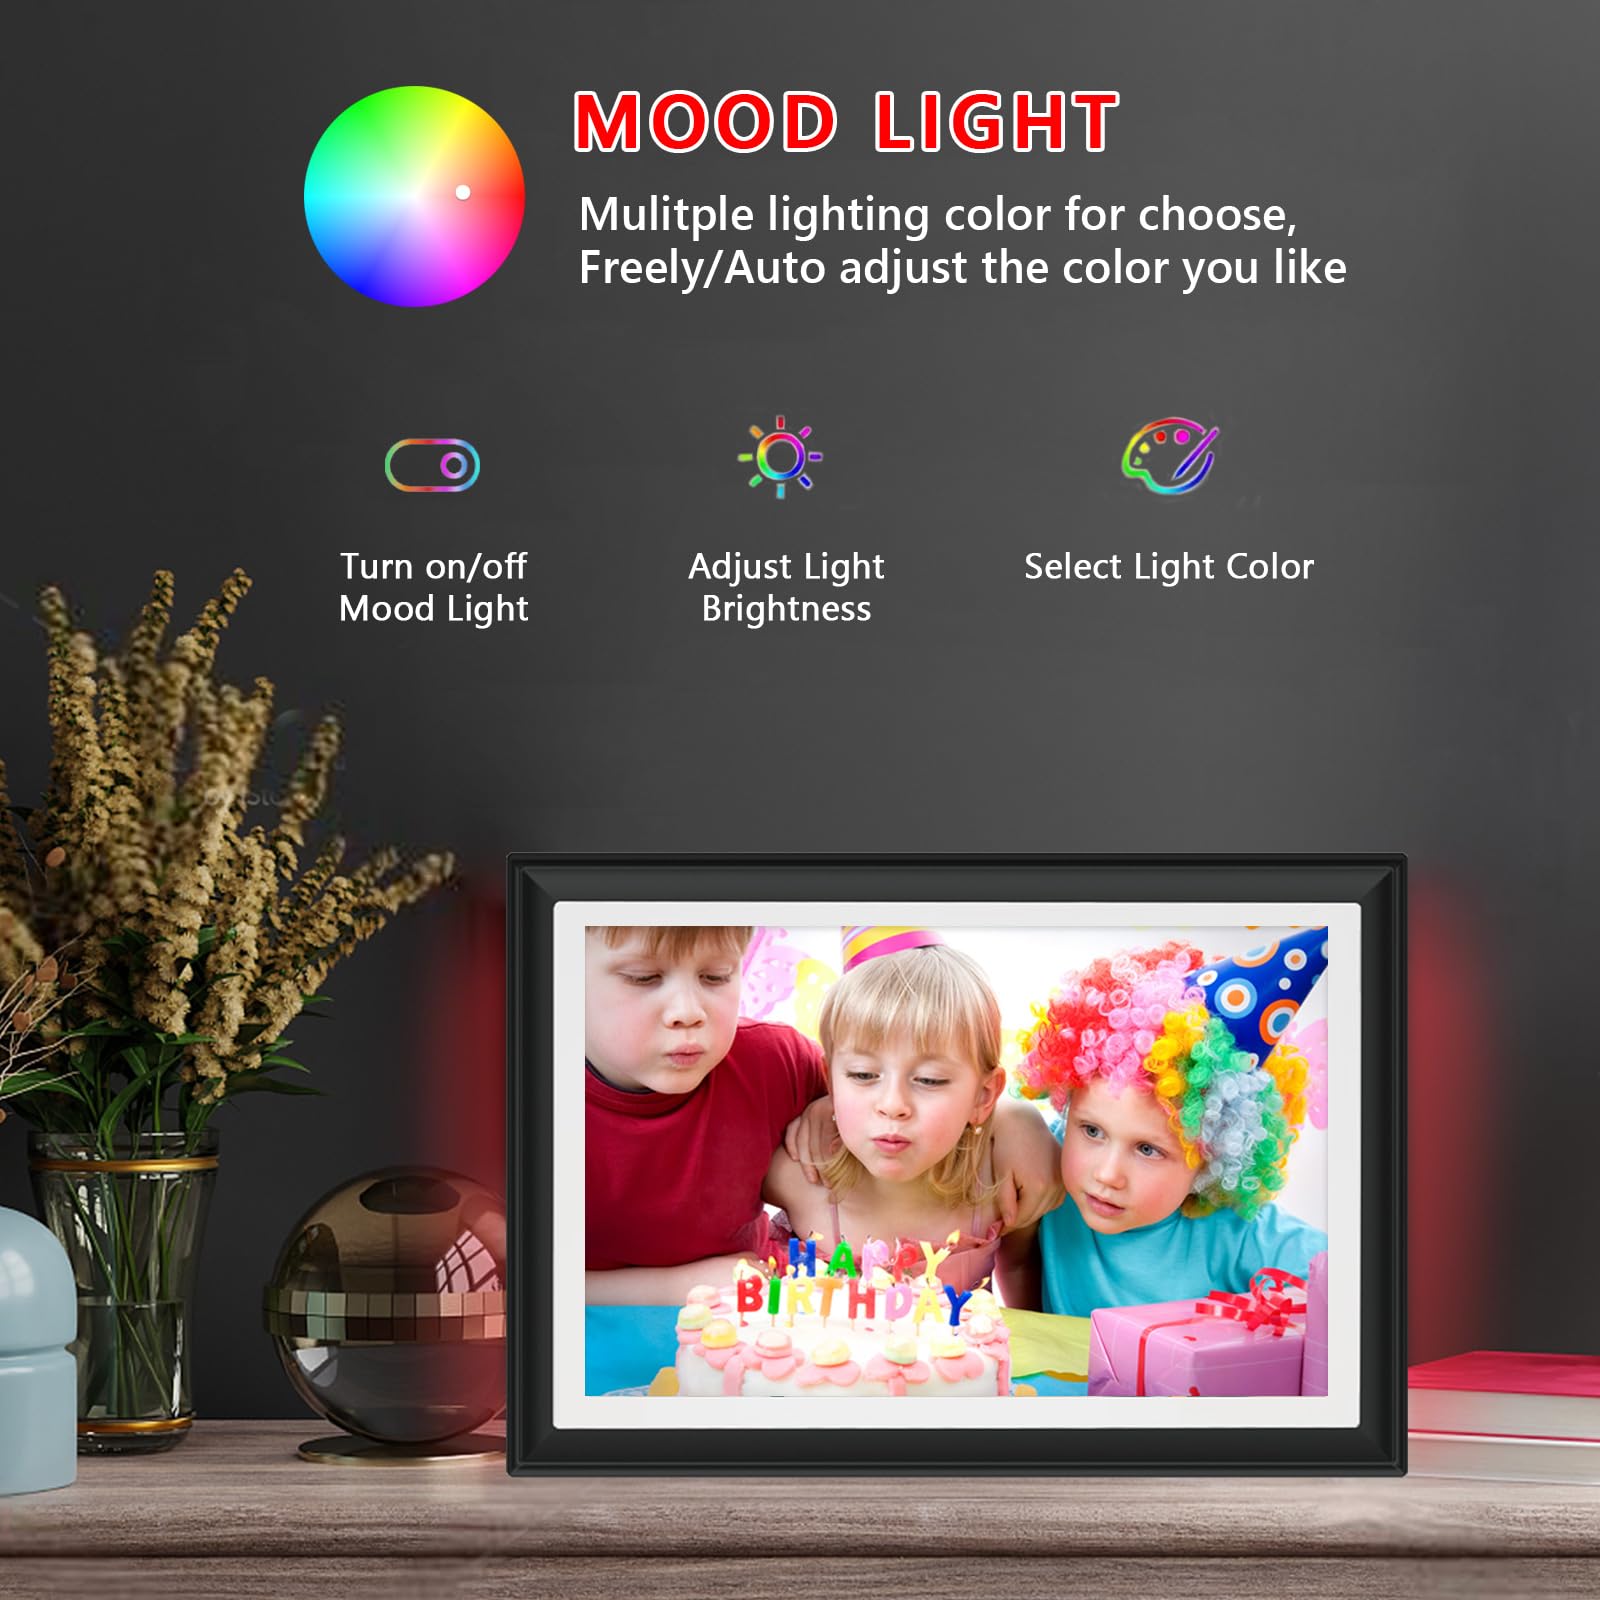 MOOD LIGHT
Mulitple lighting color for choose,
Freely/Auto adjust the color you like
Turn on/off
Mood Light
Adjust Light
Brightness
Select Light Color
HAPPY
BIRTHDAY